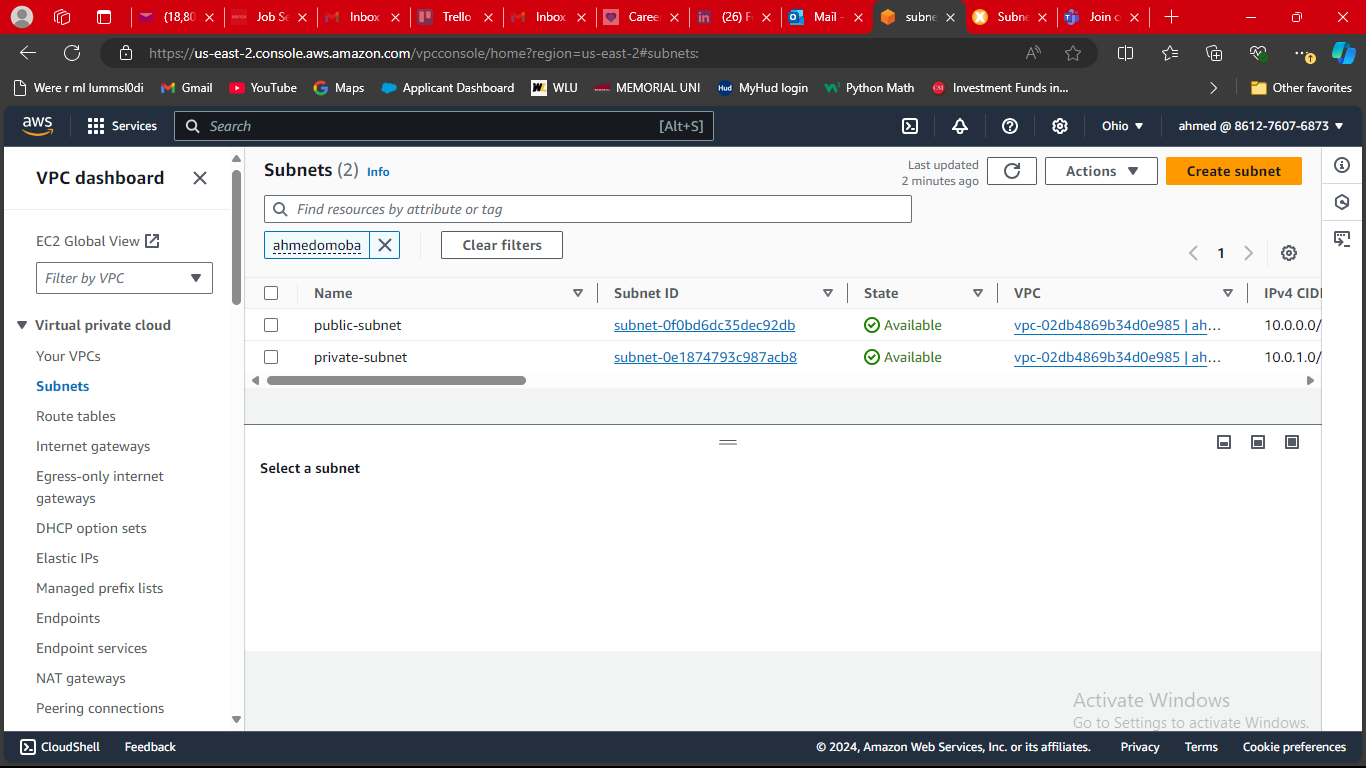 (18,80
Job Se
Inbox
Trello
Inbox
Caree
(26) F
Mail -
subne
Subne
Join c
https://us-east-2.console.aws.amazon.com/vpcconsole/home?region=us-east-2#subnets:
Were r ml lummsl0di
Gmail
YouTube
Maps
Applicant Dashboard
WLU
MEMORIAL UNI
MyHud login
Python Math
Investment Funds in...
Other favorites
aws
Services
Search
[Alt+S]
Ohio
ahmed @ 8612-7607-6873
VPC dashboard
EC2 Global View
Filter by VPC
Virtual private cloud
Your VPCs
Subnets
Route tables
Internet gateways
Egress-only internet
gateways
DHCP option sets
Elastic IPs
Managed prefix lists
Endpoints
Endpoint services
NAT gateways
Peering connections
Subnets (2) Info
Last updated
2 minutes ago
Actions
Create subnet
Find resources by attribute or tag
ahmedomoba
Clear filters
1
Name Subnet ID State VPC IPv4 CIDI
public-subnet subnet-0f0bd6dc35dec92db Available vpc-02db4869b34d0e985 | ah... 10.0.0.0/
private-subnet subnet-0e1874793c987acb8 Available vpc-02db4869b34d0e985 | ah... 10.0.1.0/
Select a subnet
Activate Windows
Go to Settings to activate Windows.
CloudShell
Feedback
© 2024, Amazon Web Services, Inc. or its affiliates.
Privacy
Terms
Cookie preferences